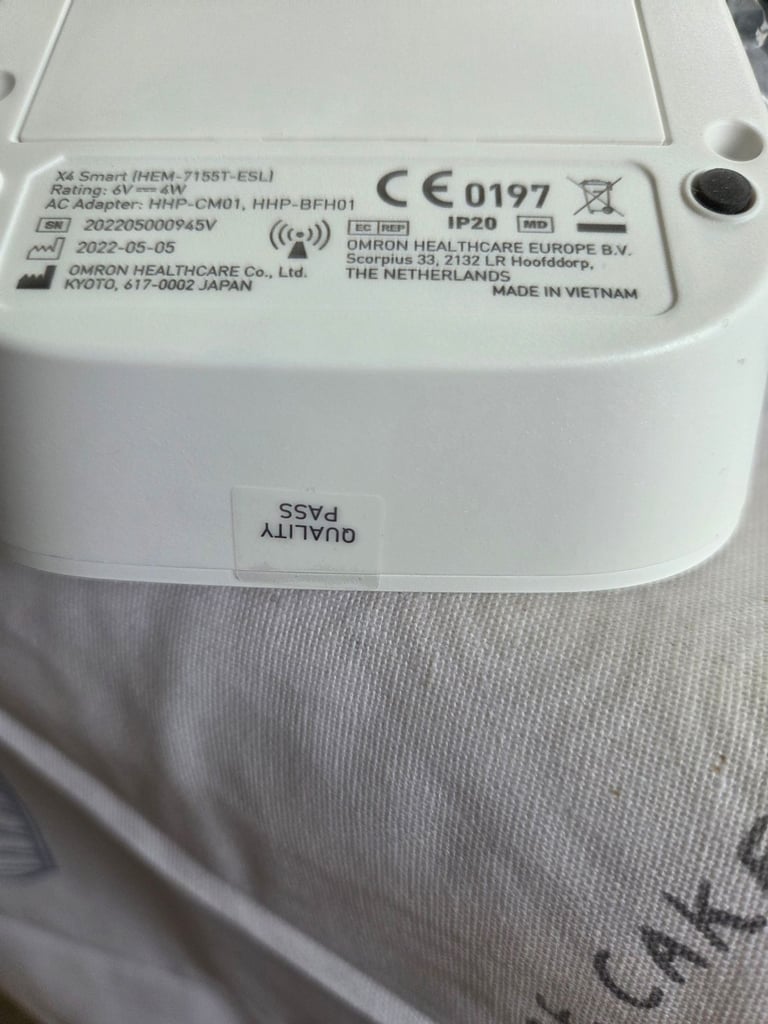 X4 Smart (HEM-7155T-ESL)
Rating: 6V⎓4W
AC Adapter: HHP-CM01, HHP-BFH01
CE 0197
SN 202205000945V
EC REP
IP20
MD
2022-05-05
OMRON HEALTHCARE EUROPE B.V.
Scorpius 33, 2132 LR Hoofddorp,
THE NETHERLANDS
OMRON HEALTHCARE Co., Ltd.
KYOTO, 617-0002 JAPAN
MADE IN VIETNAM
QUALITY
PASS
CAKE